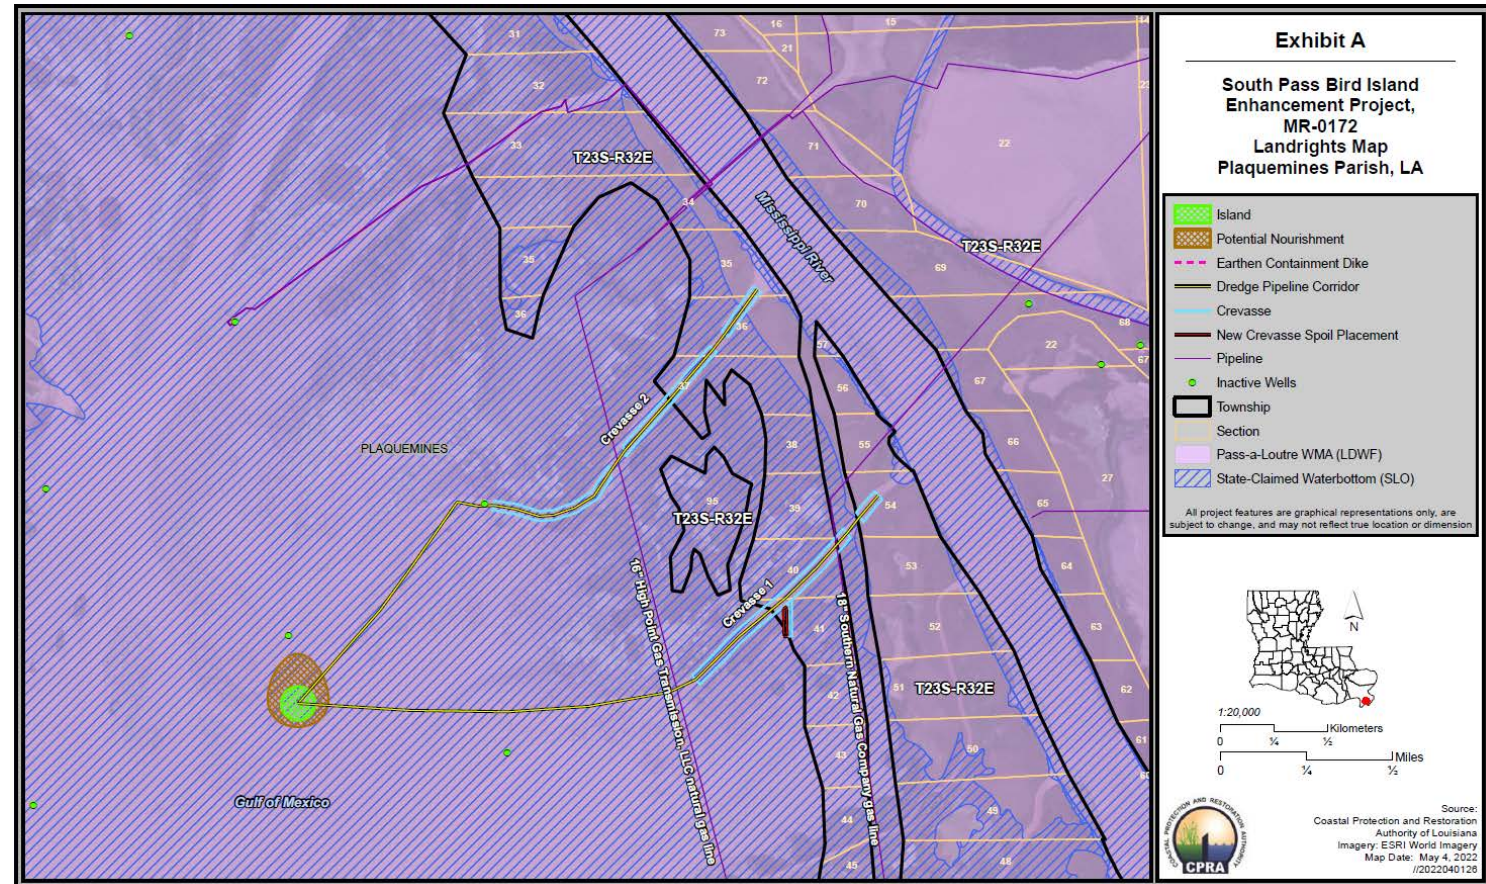 16
15
14
31
73
21
32
72
23
33
71
22
T23S-R32E
34
70
Mississippi River
T23S-R32E
35
35
69
36
36
68
57
22
67
37
56
67
Crevasse 2
PLAQUEMINES
38
55
66
27
95
39
54
65
T23S-R32E
16" High Point Gas Transmission, LLC natural gas line
40
53
64
Crevasse 1
18" Southern Natural Gas Company gas line
41
52
63
42
51
T23S-R32E
62
43
50
61
60
Gulf of Mexico
44
49
45
48
Exhibit A
South Pass Bird Island
Enhancement Project,
MR-0172
Landrights Map
Plaquemines Parish, LA
Island
Potential Nourishment
Earthen Containment Dike
Dredge Pipeline Corridor
Crevasse
New Crevasse Spoil Placement
Pipeline
Inactive Wells
Township
Section
Pass-a-Loutre WMA (LDWF)
State-Claimed Waterbottom (SLO)
All project features are graphical representations only, are
subject to change, and may not reflect true location or dimension
N
1:20,000
Kilometers
0 ¼ ½
Miles
0 ¼ ½
COASTAL PROTECTION AND RESTORATION AUTHORITY
CPRA
Source:
Coastal Protection and Restoration
Authority of Louisiana
Imagery: ESRI World Imagery
Map Date: May 4, 2022
//2022040126